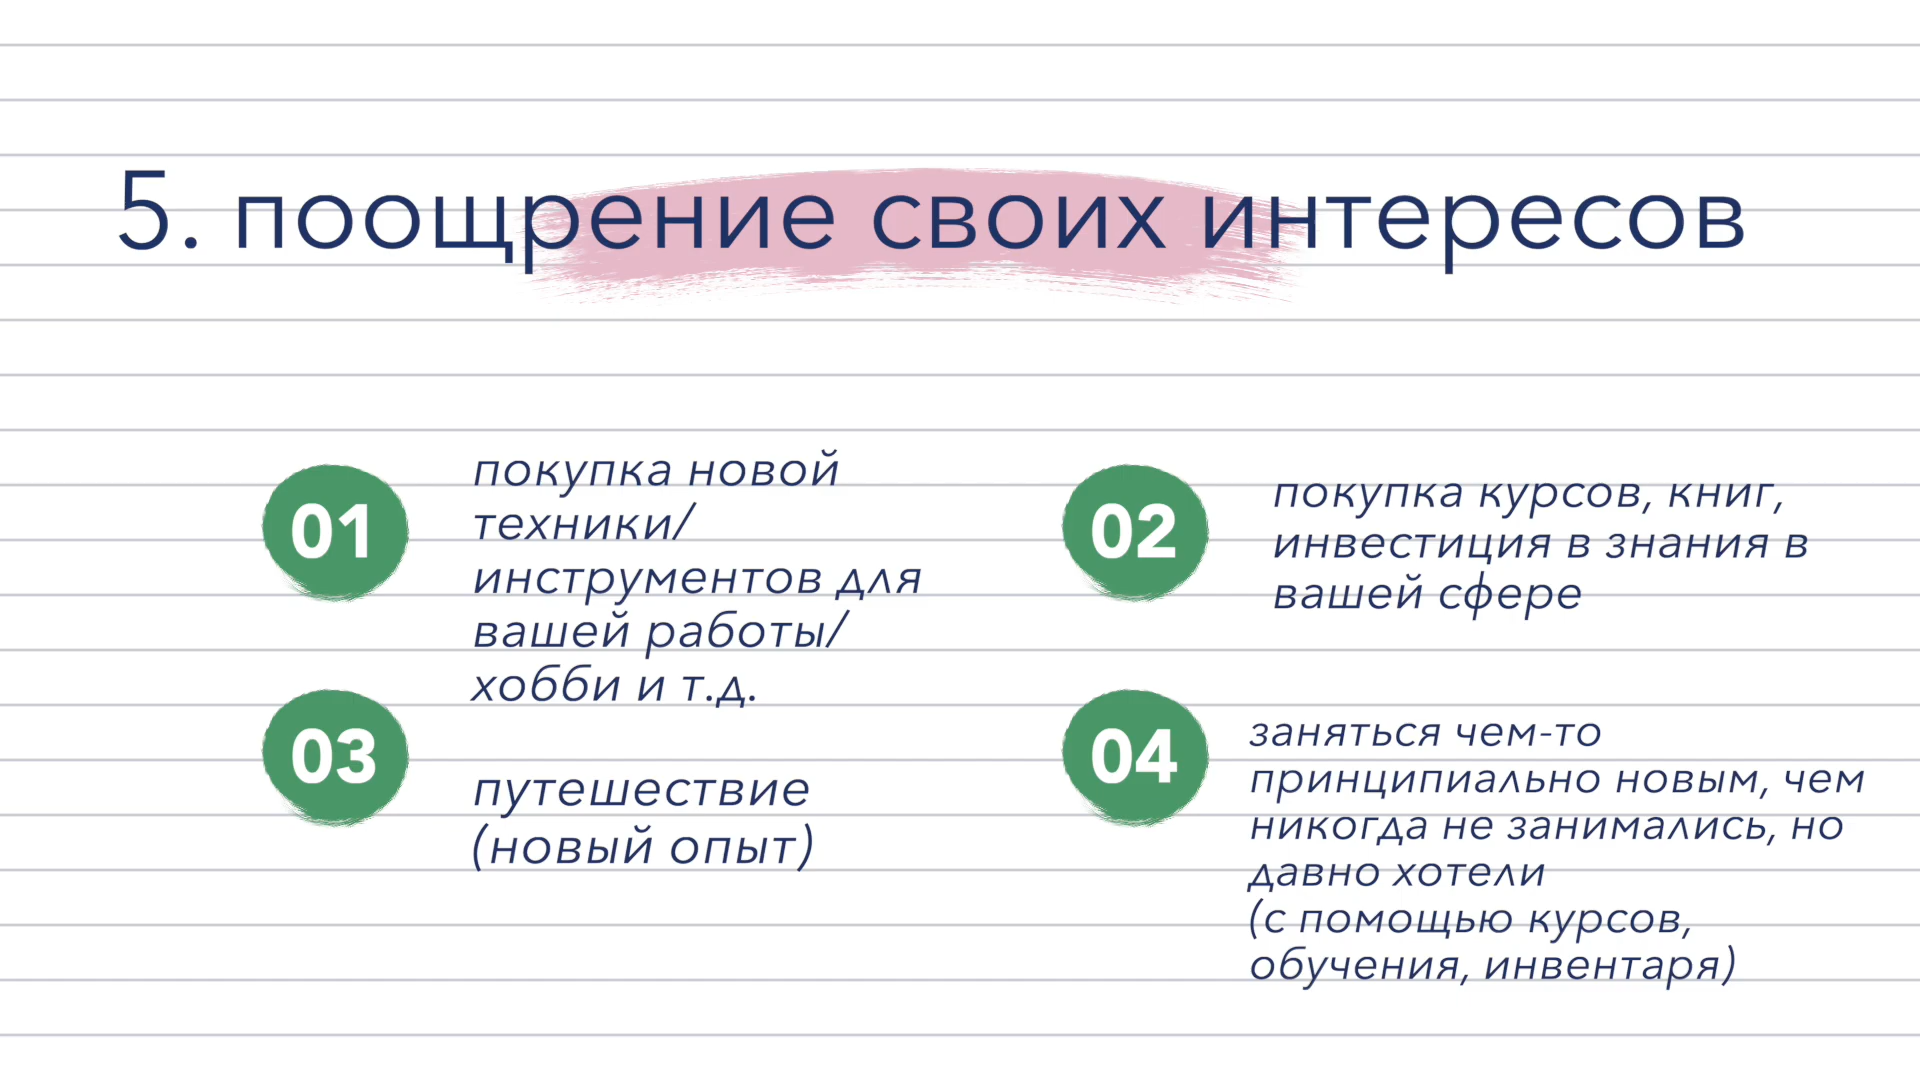 5. поощрение своих интересов
01
покупка новой
техники/
инструментов для
вашей работы/
хобби и т.д.
02
покупка курсов, книг,
инвестиция в знания в
вашей сфере
03
путешествие
(новый опыт)
04
заняться чем-то
принципиально новым, чем
никогда не занимались, но
давно хотели
(с помощью курсов,
обучения, инвентаря)